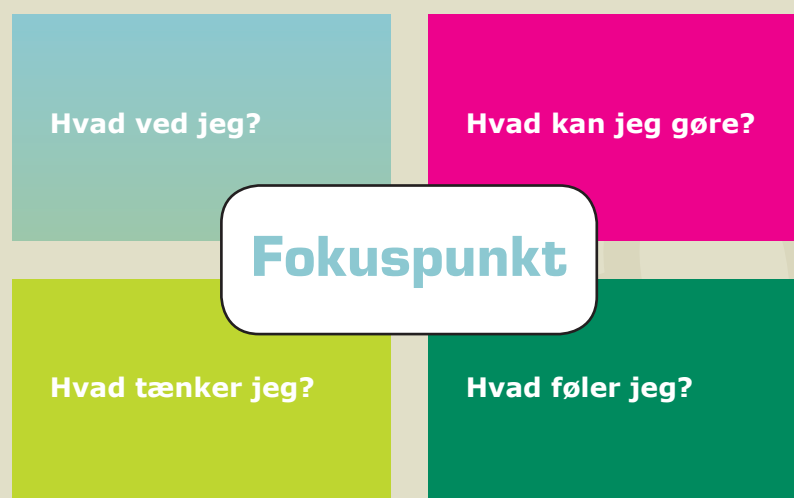 Hvad ved jeg?
Hvad kan jeg gøre?
Fokuspunkt
Hvad tænker jeg?
Hvad føler jeg?